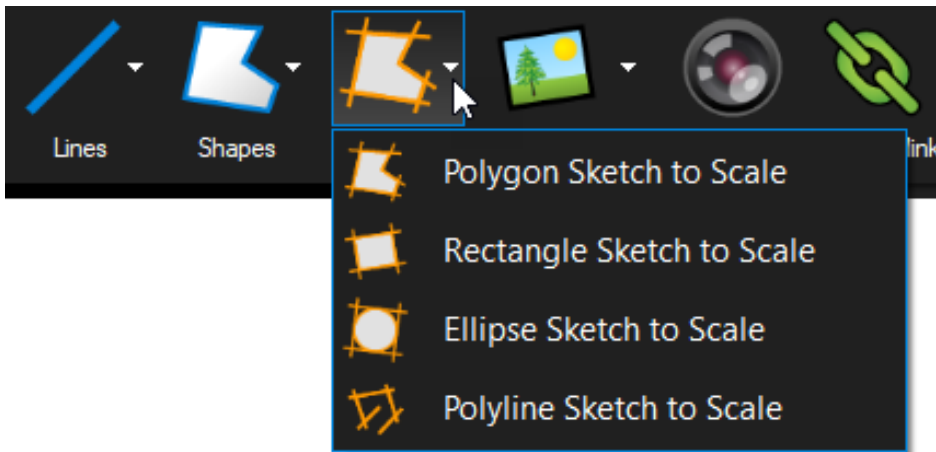 Lines
Shapes
Polygon Sketch to Scale
Rectangle Sketch to Scale
Ellipse Sketch to Scale
Polyline Sketch to Scale